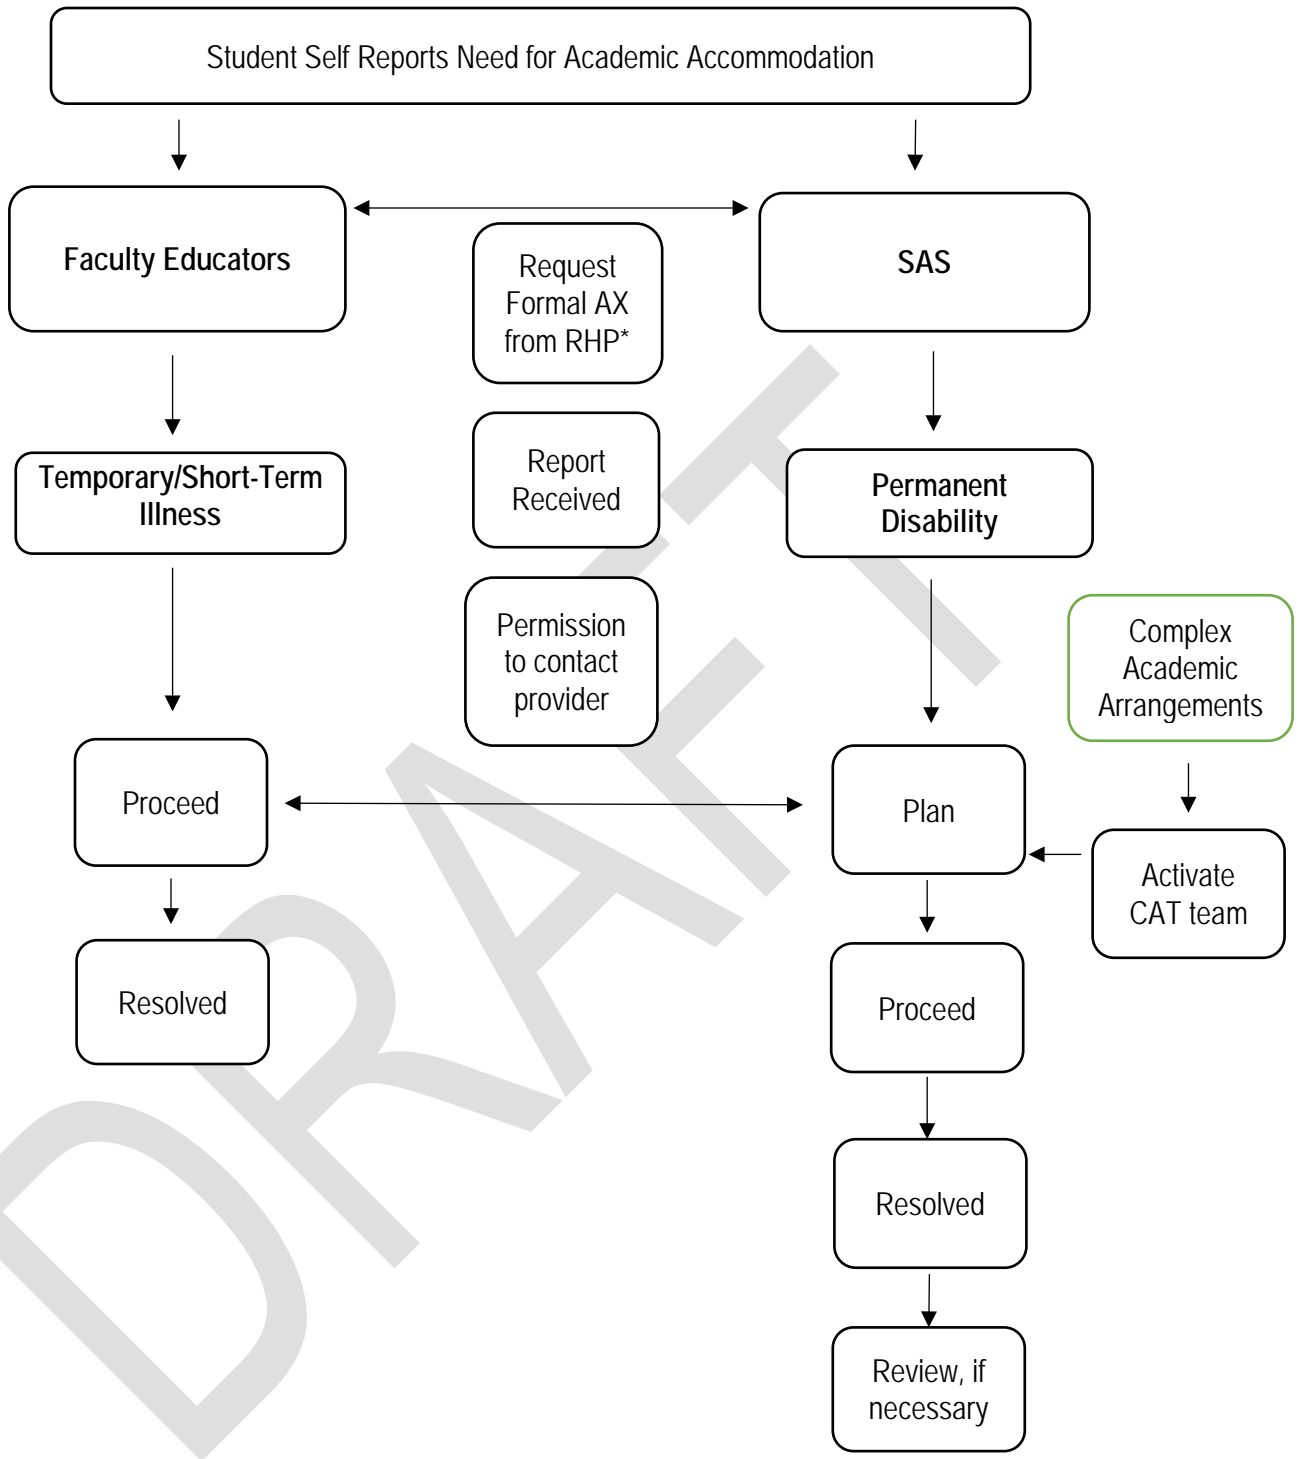 Student Self Reports Need for Academic Accommodation
Faculty Educators
Request
Formal AX
from RHP*
SAS
Temporary/Short-Term
Illness
Report
Received
Permanent
Disability
Permission
to contact
provider
Complex
Academic
Arrangements
Proceed
Plan
Activate
CAT team
Resolved
Proceed
Resolved
Review, if
necessary
DRAFT